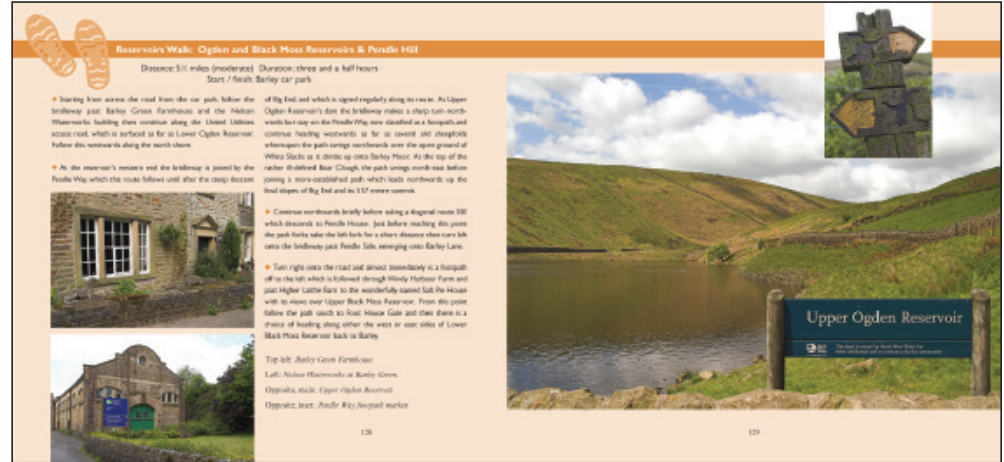 Reservoirs Walk: Ogden and Black Moss Reservoirs & Pendle Hill
Distance: 5½ miles (moderate) Duration: three and a half hours
Start / finish: Barley car park
Starting from across the road from the car park, follow the
bridleway past Barley Green Farmhouse and the Nelson
Waterworks building then continue along the United Utilities
access road, which is surfaced as far as Lower Ogden Reservoir.
Follow this westwards along the north shore.
At the reservoir's western end the bridleway is joined by the
Pendle Way, which the route follows until after the steep descent
of Big End, and which is signed regularly along its route. At Upper
Ogden Reservoir's dam the bridleway makes a sharp turn north-
wards but stay on the Pendle Way, now classified as a footpath, and
continue heading westwards as far as several old sheepfolds
whereupon the path swings northwards over the open ground of
White Slacks as it climbs up onto Barley Moor. At the top of the
rather ill-defined Boar Clough, the path swings north-east before
joining a more-established path which leads northwards up the
final slopes of Big End and its 557 metre summit.
Continue northwards briefly before taking a diagonal route SE
which descends to Pendle House. Just before reaching this point
the path forks; take the left fork for a short distance then turn left
onto the bridleway past Pendle Side, emerging onto Barley Lane.
Turn right onto the road and almost immediately is a footpath
off to the left which is followed through Windy Harbour Farm and
past Higher Laithe Barn to the wonderfully named Salt Pie House
with its views over Upper Black Moss Reservoir. From this point
follow the path south to Foot House Gate and then there is a
choice of heading along either the west or east sides of Lower
Black Moss Reservoir back to Barley.
Top left: Barley Green Farmhouse.
Left: Nelson Waterworks at Barley Green.
Opposite, main: Upper Ogden Reservoir.
Opposite, inset: Pendle Way footpath marker.
128
Upper Ogden Reservoir
129